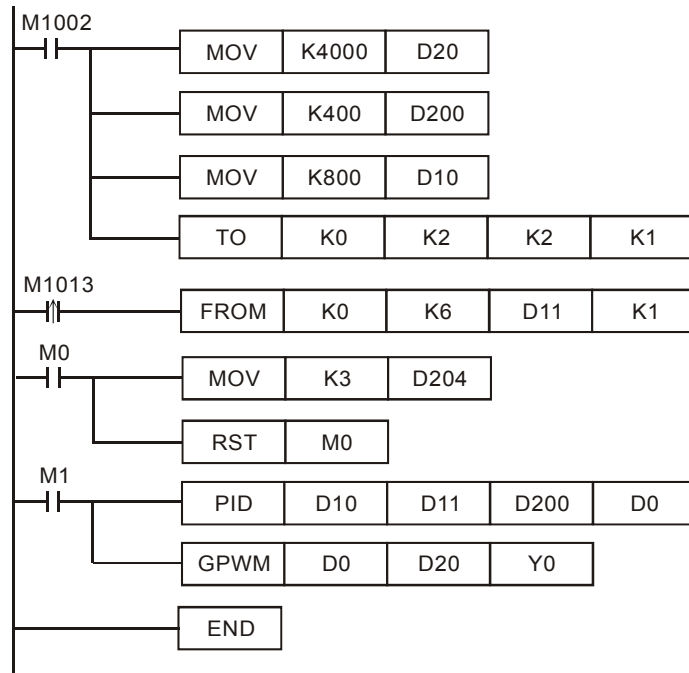 M1002
MOV K4000 D20
MOV K400 D200
MOV K800 D10
TO K0 K2 K2 K1
M1013
FROM K0 K6 D11 K1
M0
MOV K3 D204
RST M0
M1
PID D10 D11 D200 D0
GPWM D0 D20 Y0
END